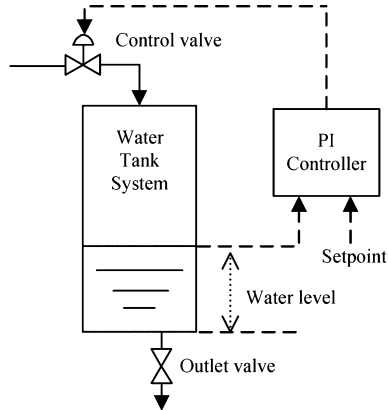 Control valve
Water
Tank
System
PI
Controller
Setpoint
Water level
Outlet valve